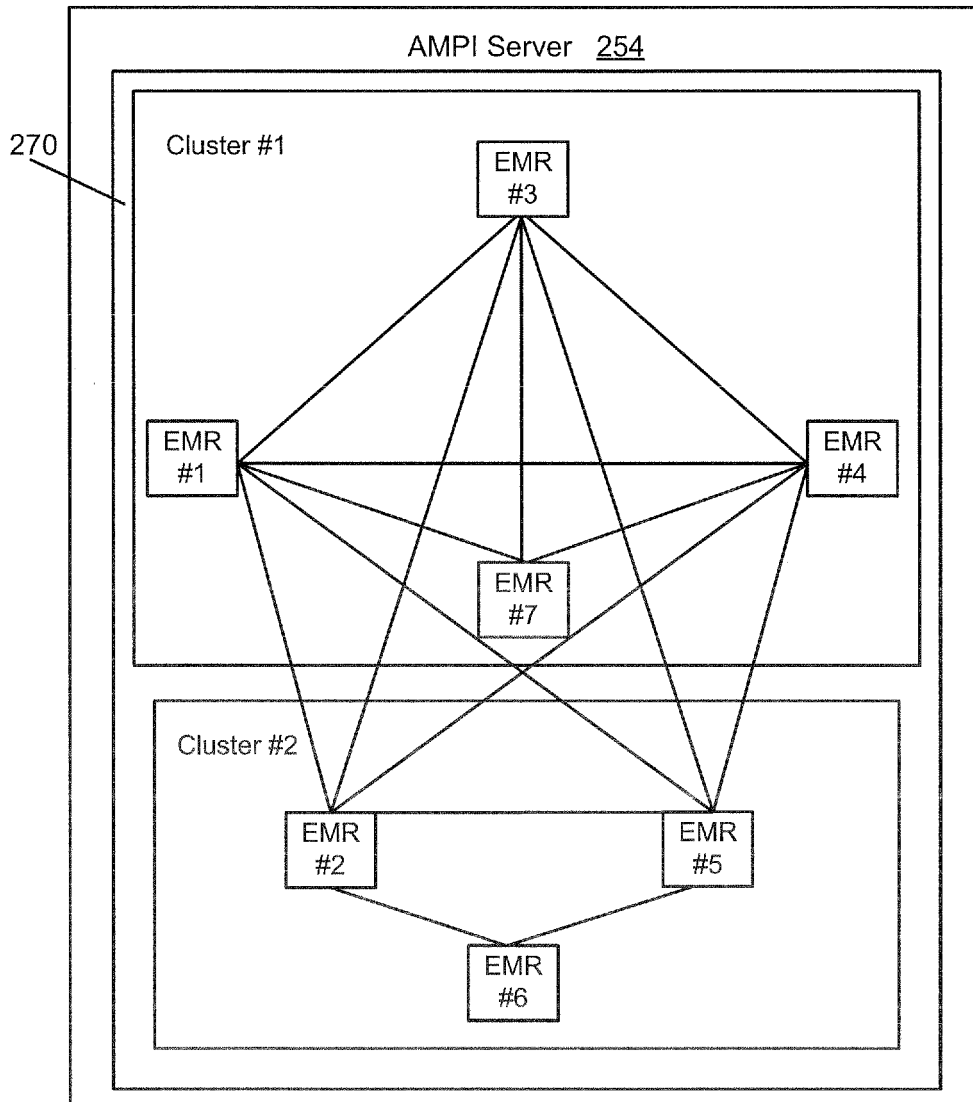 AMPI Server 254
270
Cluster #1
EMR
#3
EMR
#1
EMR
#4
EMR
#7
Cluster #2
EMR
#2
EMR
#5
EMR
#6